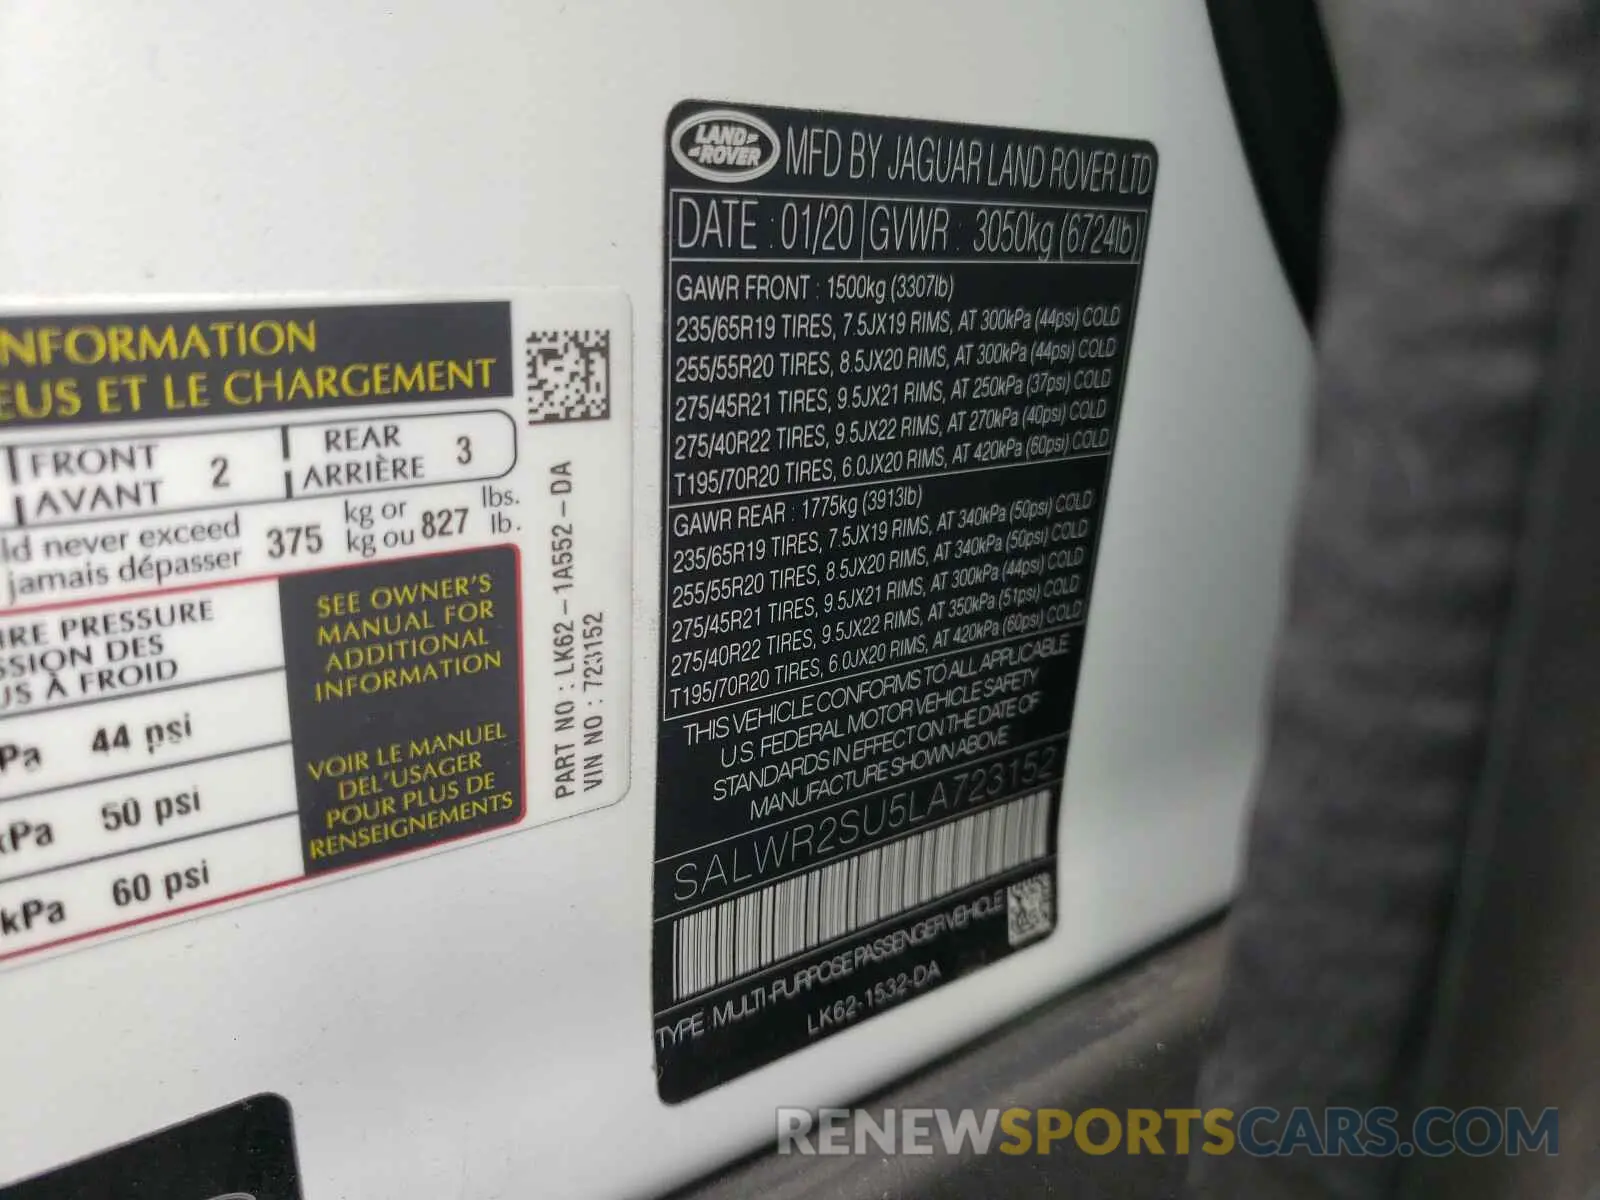 NFORMATION
EUS ET LE CHARGEMENT
FRONT
AVANT
2
REAR
ARRIÈRE
3
ld never exceed
jamais dépasser
375
kg or
kg ou
827
lbs.
lb.
IRE PRESSURE
SSION DES
US À FROID
Pa 44 psi
kPa 50 psi
kPa 60 psi
SEE OWNER'S
MANUAL FOR
ADDITIONAL
INFORMATION
VOIR LE MANUEL
DEL'USAGER
POUR PLUS DE
RENSEIGNEMENTS
PART NO : LK62-1A552-DA
VIN NO : 723152
LAND
ROVER
MFD BY JAGUAR LAND ROVER LTD
DATE : 01/20 GVWR : 3050kg (6724lb)
GAWR FRONT : 1500kg (3307lb)
235/65R19 TIRES, 7.5JX19 RIMS, AT 300kPa (44psi) COLD
255/55R20 TIRES, 8.5JX20 RIMS, AT 300kPa (44psi) COLD
275/45R21 TIRES, 9.5JX21 RIMS, AT 250kPa (37psi) COLD
275/40R22 TIRES, 9.5JX22 RIMS, AT 270kPa (40psi) COLD
T195/70R20 TIRES, 6.0JX20 RIMS, AT 420kPa (60psi) COLD
GAWR REAR : 1775kg (3913lb)
235/65R19 TIRES, 7.5JX19 RIMS, AT 340kPa (50psi) COLD
255/55R20 TIRES, 8.5JX20 RIMS, AT 340kPa (50psi) COLD
275/45R21 TIRES, 9.5JX21 RIMS, AT 300kPa (44psi) COLD
275/40R22 TIRES, 9.5JX22 RIMS, AT 350kPa (51psi) COLD
T195/70R20 TIRES, 6.0JX20 RIMS, AT 420kPa (60psi) COLD
THIS VEHICLE CONFORMS TO ALL APPLICABLE
U.S. FEDERAL MOTOR VEHICLE SAFETY
STANDARDS IN EFFECT ON THE DATE OF
MANUFACTURE SHOWN ABOVE
SALWR2SU5LA723152
TYPE : MULTI-PURPOSE PASSENGER VEHICLE
LK62-1532-DA
RENEWSPORTSCARS.COM